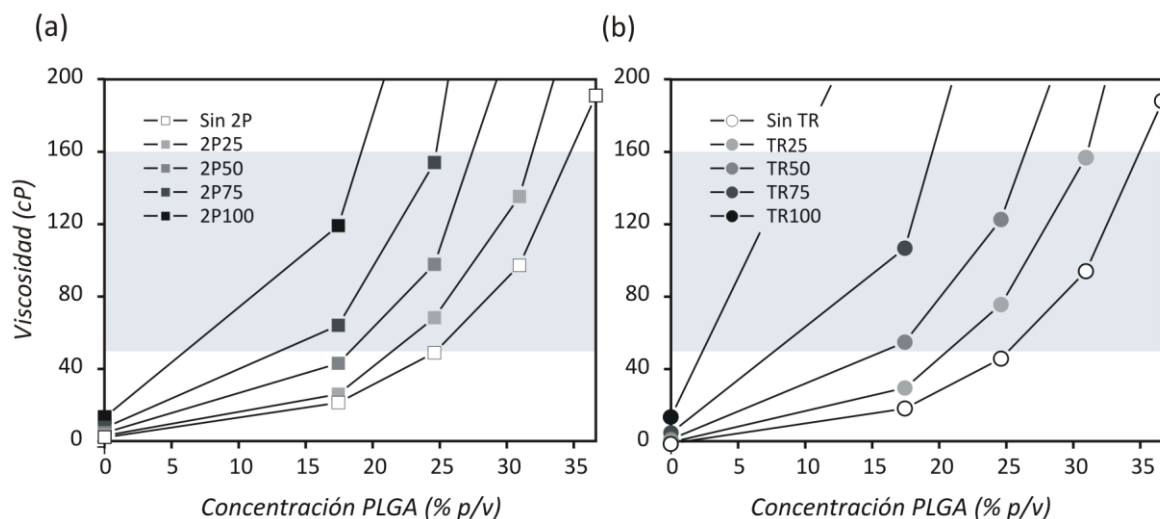 (a)
200
160
120
80
40
0
Viscosidad (cP)
Sin 2P
2P25
2P50
2P75
2P100
0 5 10 15 20 25 30 35
Concentración PLGA (% p/v)
(b)
200
160
120
80
40
0
Sin TR
TR25
TR50
TR75
TR100
0 5 10 15 20 25 30 35
Concentración PLGA (% p/v)